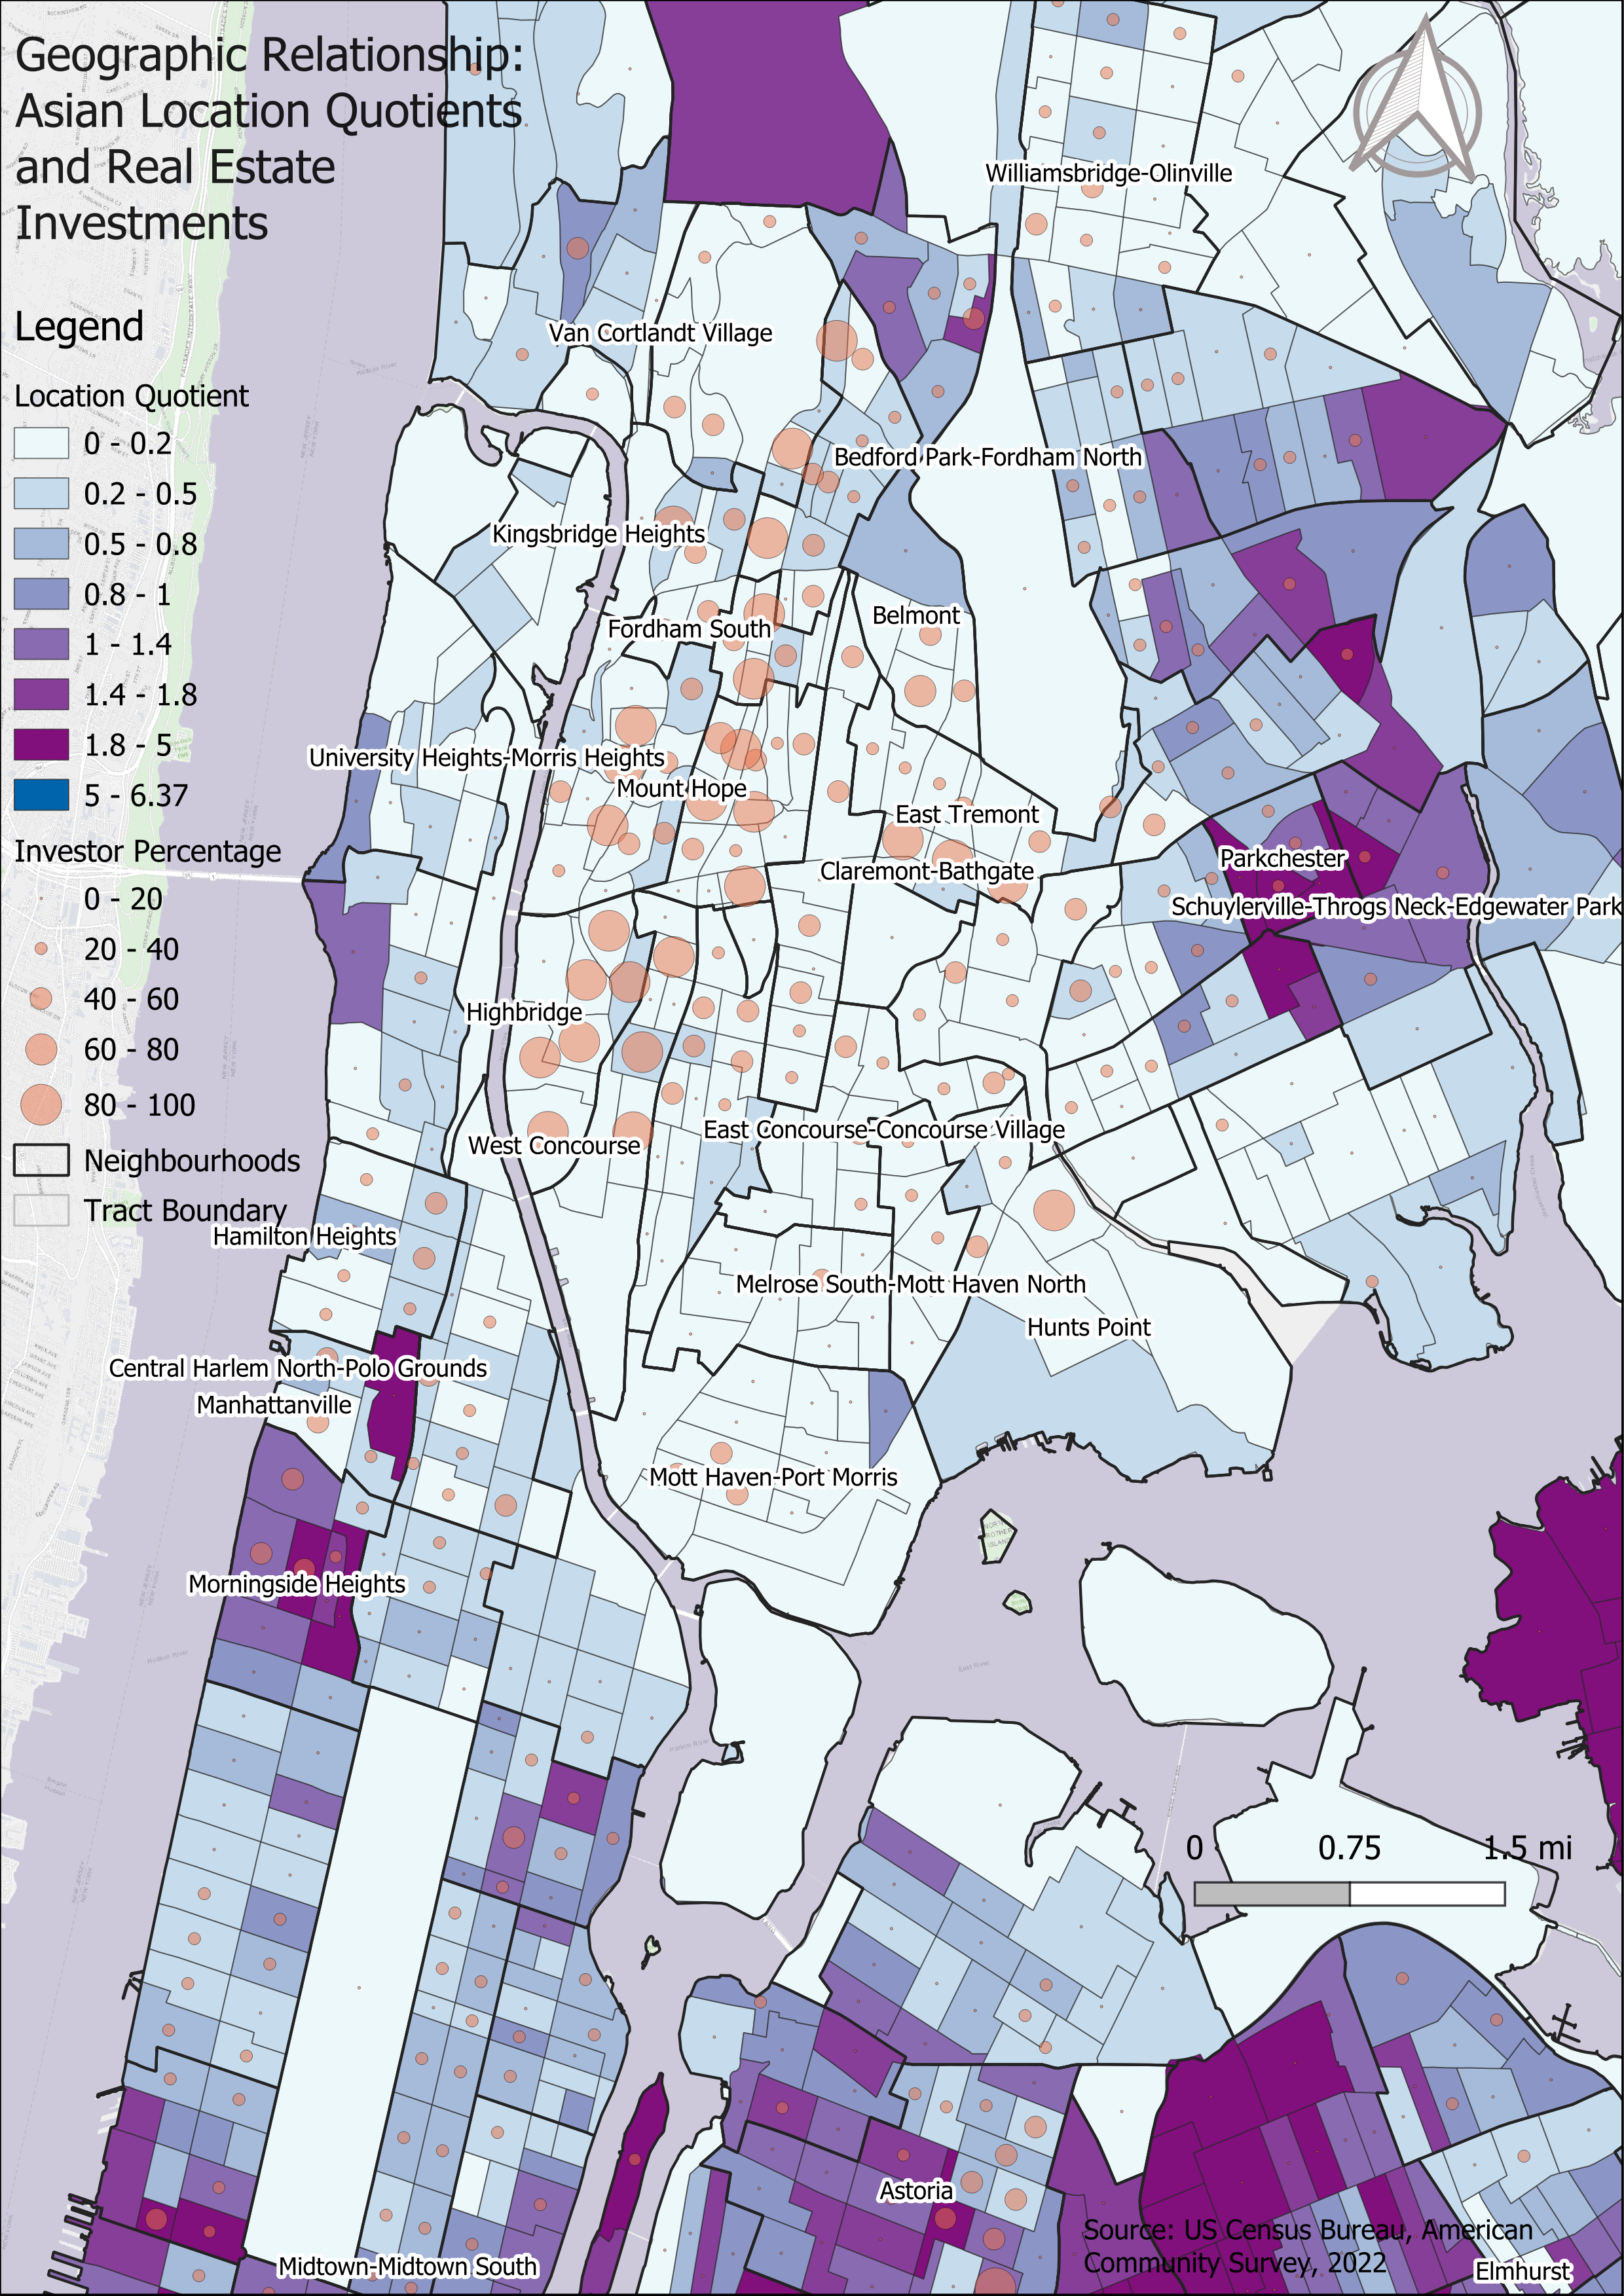 Geographic Relationship:
Asian Location Quotients
and Real Estate
Investments
Legend
Location Quotient
0 - 0.2
0.2 - 0.5
0.5 - 0.8
0.8 - 1
1 - 1.4
1.4 - 1.8
1.8 - 5
5 - 6.37
Investor Percentage
0 - 20
20 - 40
40 - 60
60 - 80
80 - 100
Neighbourhoods
Tract Boundary
Williamsbridge-Olinville
Van Cortlandt Village
Bedford Park-Fordham North
Kingsbridge Heights
Belmont
Fordham South
University Heights-Morris Heights
Mount Hope
East Tremont
Claremont-Bathgate
Parkchester
Schuylerville-Throgs Neck-Edgewater Park
Highbridge
East Concourse-Concourse Village
West Concourse
Hamilton Heights
Melrose South-Mott Haven North
Hunts Point
Central Harlem North-Polo Grounds
Manhattanville
Mott Haven-Port Morris
Morningside Heights
East River
0 0.75 1.5 mi
Astoria
Source: US Census Bureau, American
Community Survey, 2022
Midtown-Midtown South
Elmhurst